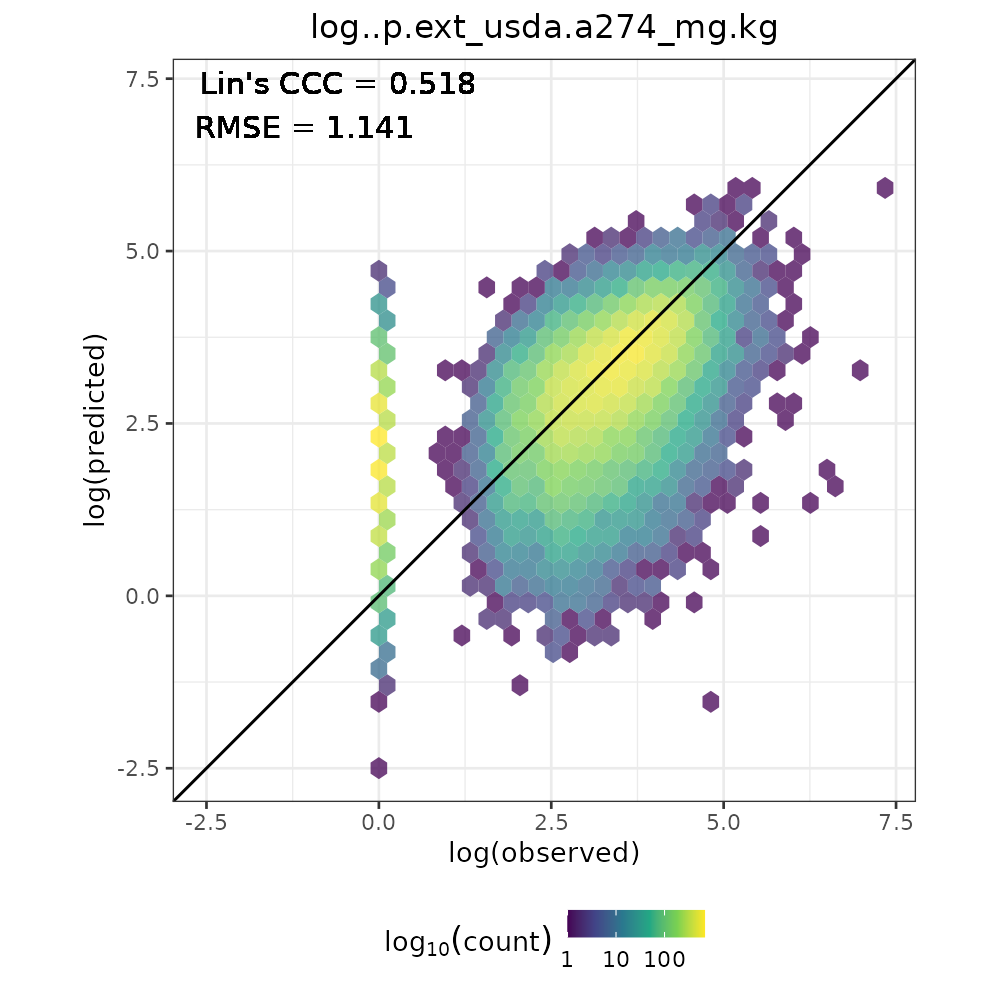 log..p.ext_usda.a274_mg.kg
Lin's CCC = 0.518
RMSE = 1.141
7.5
5.0
2.5
0.0
-2.5
log(predicted)
-2.5 0.0 2.5 5.0 7.5
log(observed)
log₁₀(count)
1 10 100